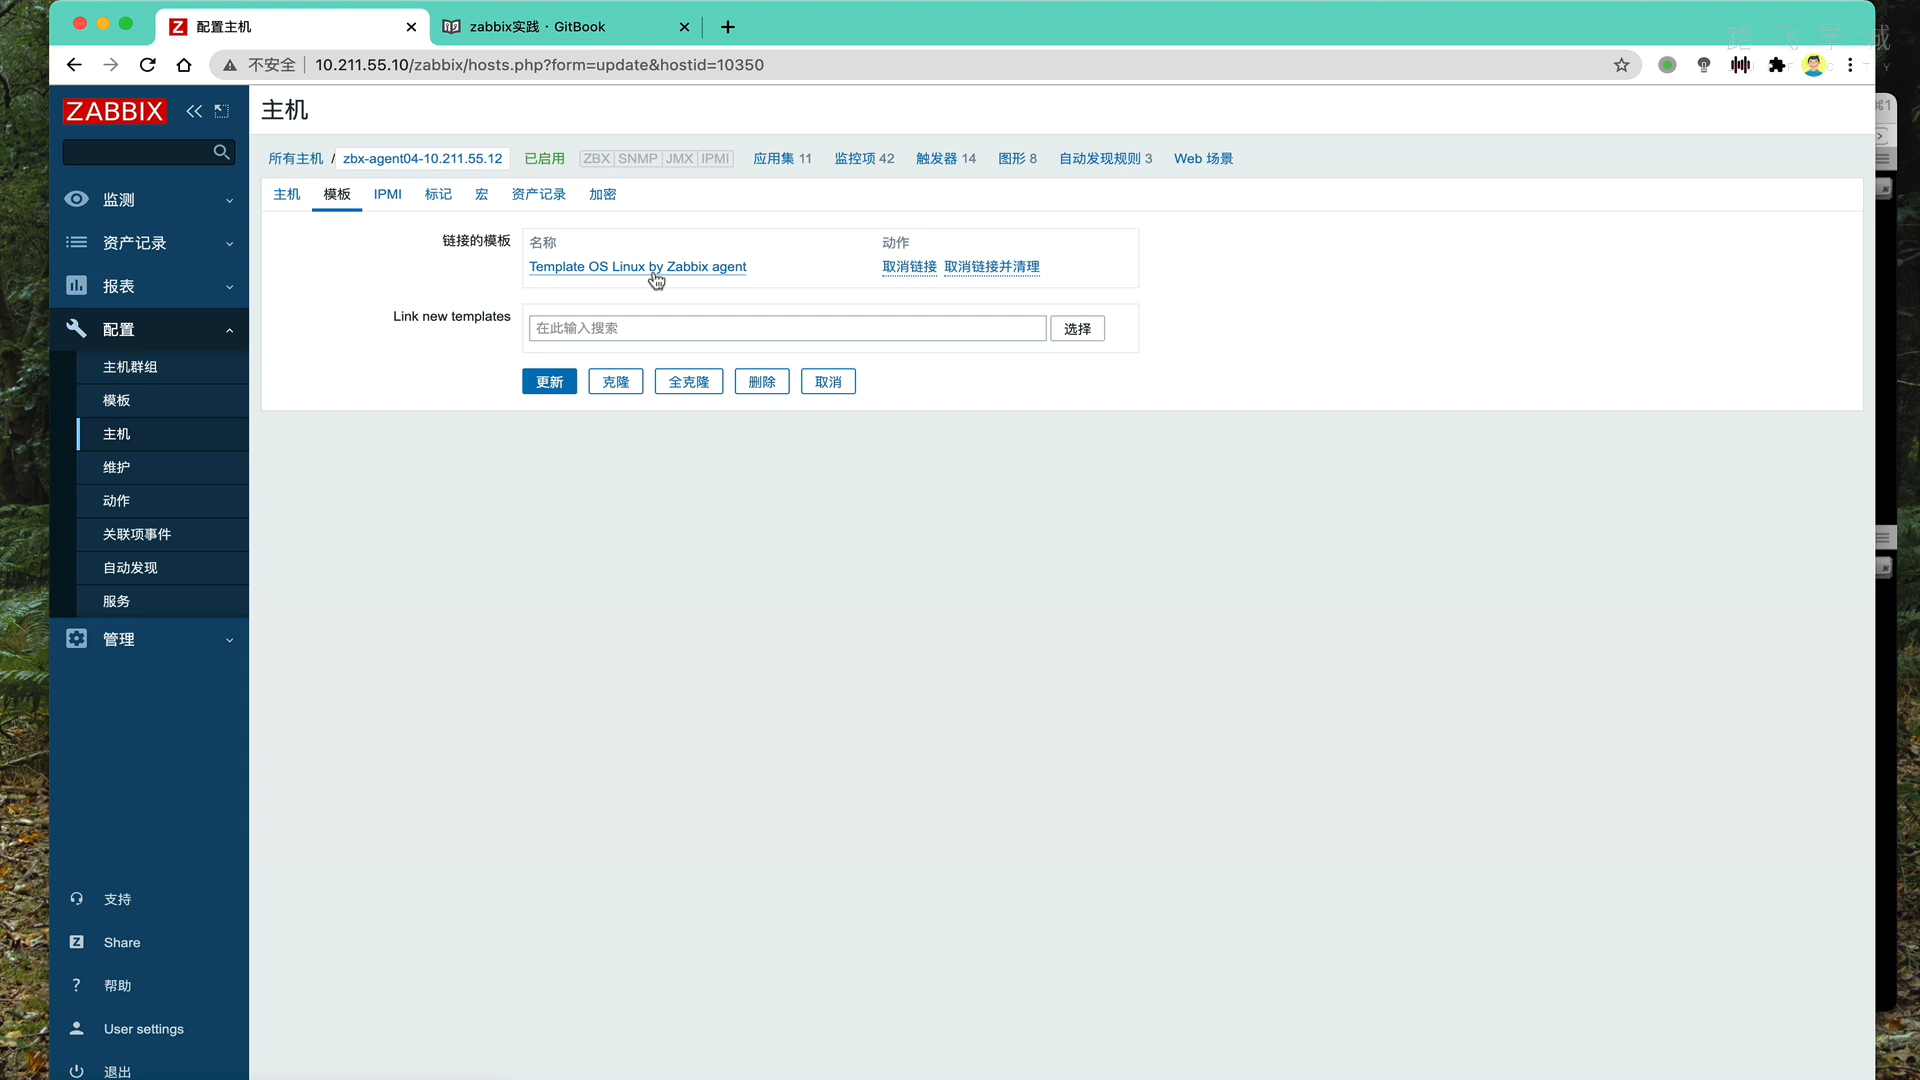 配置主机
zabbix实践 · GitBook
不安全 10.211.55.10/zabbix/hosts.php?form=update&hostid=10350
路飞学城
ZABBIX
主机
所有主机 / zbx-agent04-10.211.55.12 已启用 ZBX SNMP JMX IPMI 应用集 11 监控项 42 触发器 14 图形 8 自动发现规则 3 Web 场景
主机 模板 IPMI 标记 宏 资产记录 加密
链接的模板 名称 动作
Template OS Linux by Zabbix agent 取消链接 取消链接并清理
Link new templates 在此输入搜索 选择
更新 克隆 全克隆 删除 取消
监测
资产记录
报表
配置
主机群组
模板
主机
维护
动作
关联项事件
自动发现
服务
管理
支持
Share
帮助
User settings
退出
⌘1